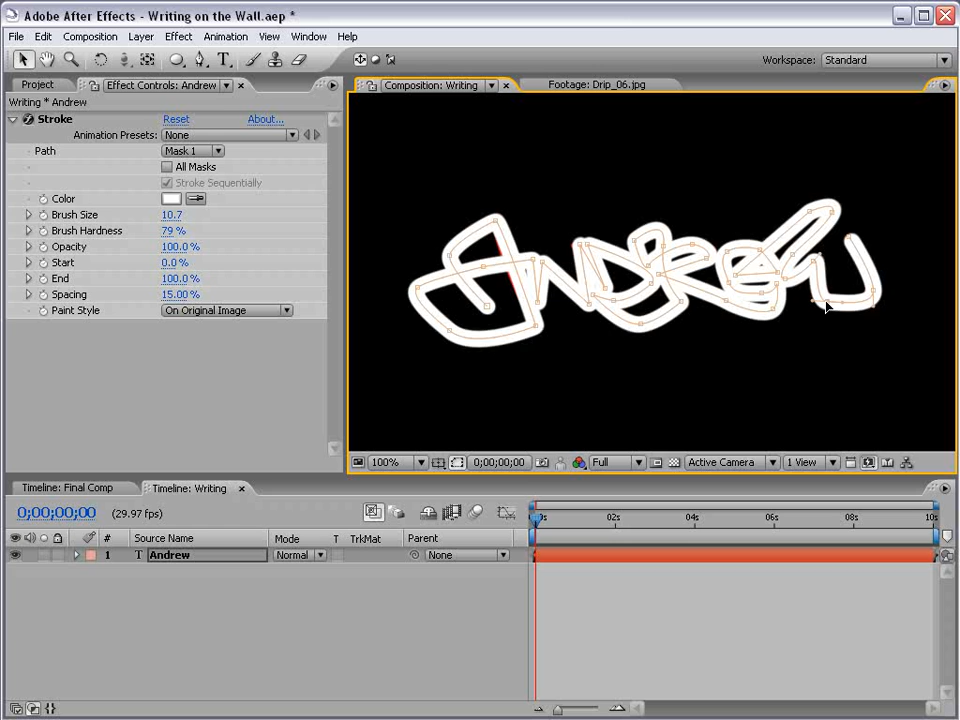 Adobe After Effects - Writing on the Wall.aep *
File Edit Composition Layer Effect Animation View Window Help
T Workspace: Standard
Project Effect Controls: Andrew Composition: Writing Footage: Drip_06.jpg
Writing * Andrew
Stroke Reset About...
Animation Presets: None
Path Mask 1
All Masks
Stroke Sequentially
Color
Brush Size 10.7
Brush Hardness 79 %
Opacity 100.0 %
Start 0.0 %
End 100.0 %
Spacing 15.00 %
Paint Style On Original Image
ANDREW
100% 0;00;00;00 Full Active Camera 1 View
Timeline: Final Comp Timeline: Writing
0;00;00;00 (29.97 fps)
0s 02s 04s 06s 08s 10s
# Source Name Mode T TrkMat Parent
1 T Andrew Normal None